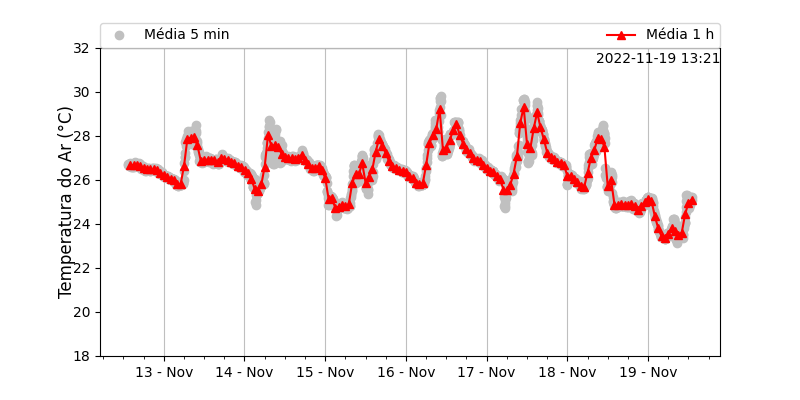 Média 5 min
Média 1 h
2022-11-19 13:21
Temperatura do Ar (°C)
32
30
28
26
24
22
20
18
13 - Nov
14 - Nov
15 - Nov
16 - Nov
17 - Nov
18 - Nov
19 - Nov